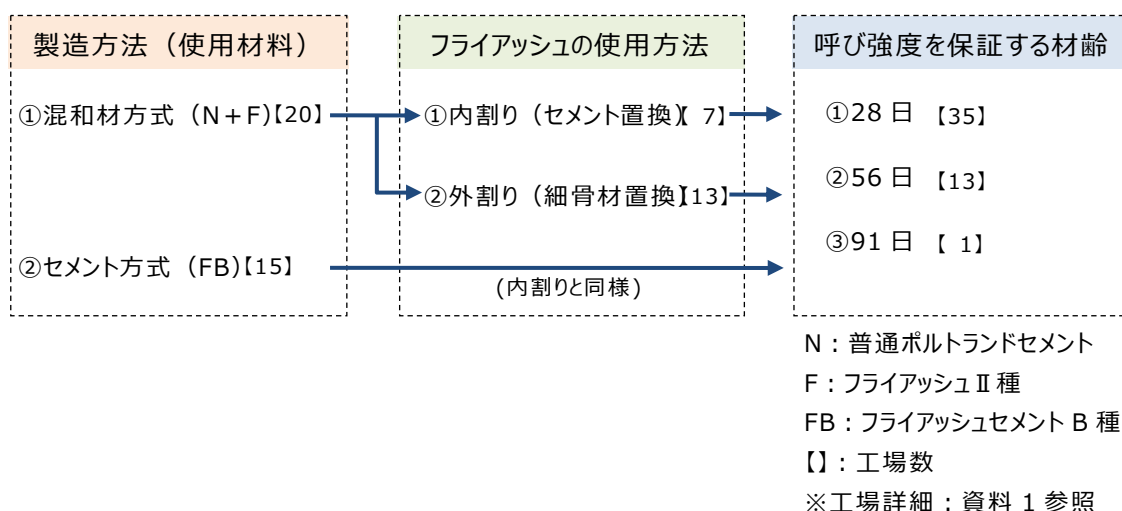 製造方法（使用材料）
①混和材方式（N＋F)【20】
②セメント方式（FB)【15】
フライアッシュの使用方法
①内割り（セメント置換)【 7】
②外割り（細骨材置換)【13】
(内割りと同様)
呼び強度を保証する材齢
①28 日 【35】
②56 日 【13】
③91 日 【 1】
N：普通ポルトランドセメント
F：フライアッシュⅡ種
FB：フライアッシュセメント B 種
【】：工場数
※工場詳細：資料 1 参照